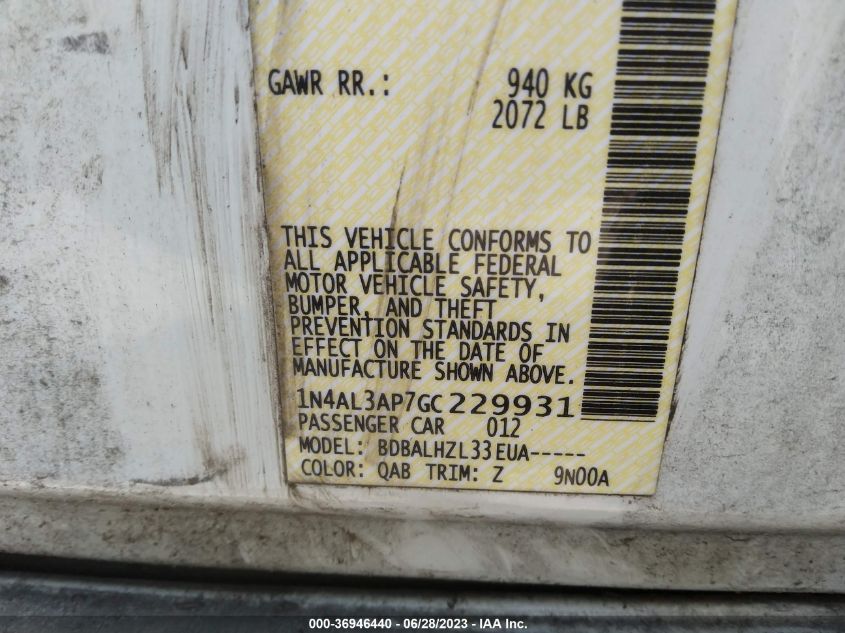 GAWR RR.: 940 KG
2072 LB
THIS VEHICLE CONFORMS TO
ALL APPLICABLE FEDERAL
MOTOR VEHICLE SAFETY,
BUMPER, AND THEFT
PREVENTION STANDARDS IN
EFFECT ON THE DATE OF
MANUFACTURE SHOWN ABOVE.
1N4AL3AP7GC229931
PASSENGER CAR 012
MODEL: BDBALHZL33EUA-----
COLOR: QAB TRIM: Z 9N00A
000-36946440 - 06/28/2023 - IAA Inc.